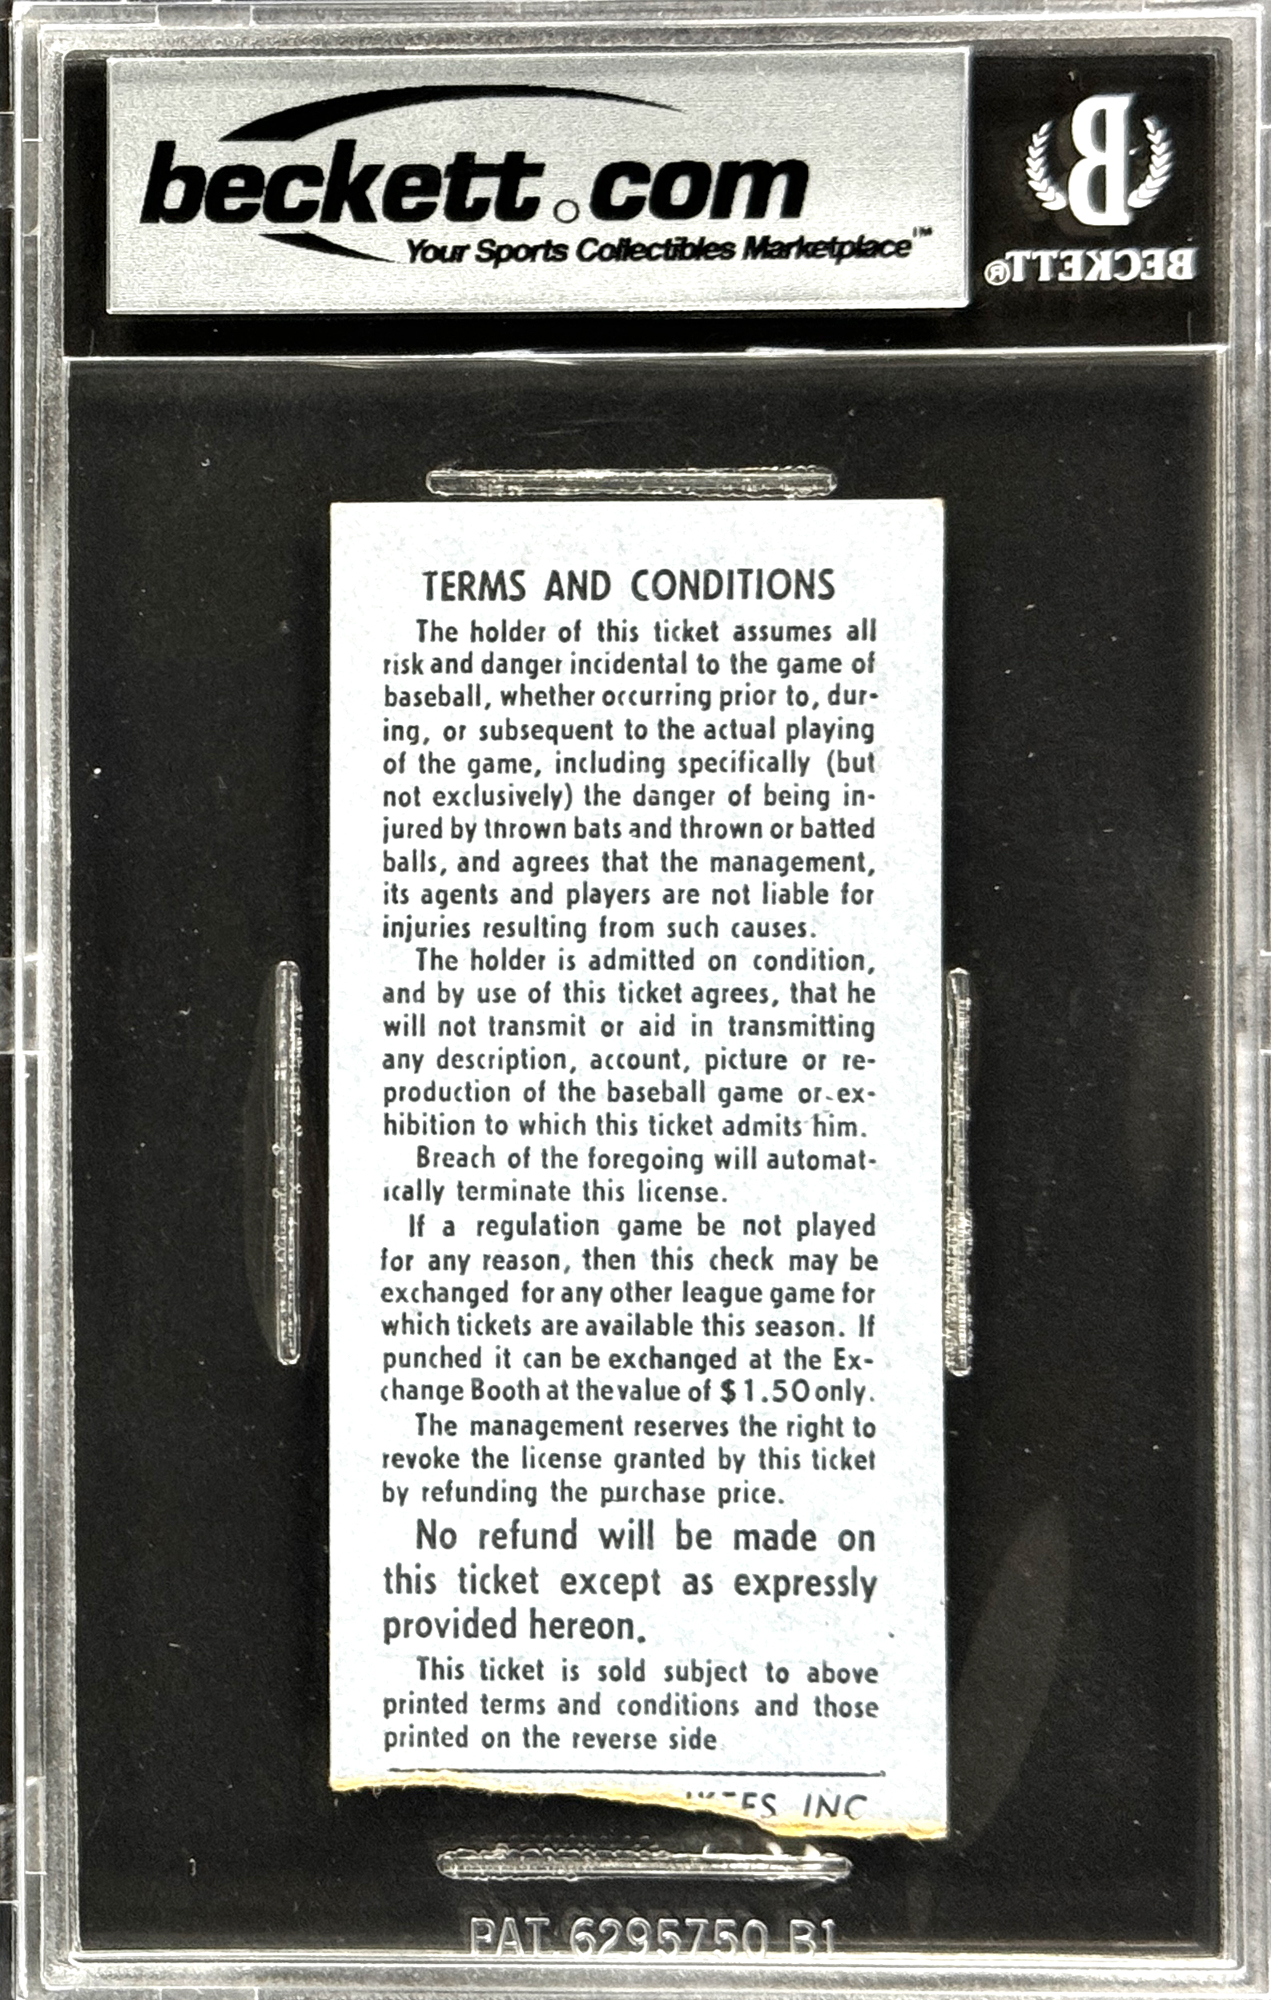 beckett.com
Your Sports Collectibles Marketplace™
B
BECKETT®
TERMS AND CONDITIONS
The holder of this ticket assumes all
risk and danger incidental to the game of
baseball, whether occurring prior to, dur-
ing, or subsequent to the actual playing
of the game, including specifically (but
not exclusively) the danger of being in-
jured by thrown bats and thrown or batted
balls, and agrees that the management,
its agents and players are not liable for
injuries resulting from such causes.
The holder is admitted on condition,
and by use of this ticket agrees, that he
will not transmit or aid in transmitting
any description, account, picture or re-
production of the baseball game or ex-
hibition to which this ticket admits him.
Breach of the foregoing will automat-
ically terminate this license.
If a regulation game be not played
for any reason, then this check may be
exchanged for any other league game for
which tickets are available this season. If
punched it can be exchanged at the Ex-
change Booth at the value of $1.50 only.
The management reserves the right to
revoke the license granted by this ticket
by refunding the purchase price.
No refund will be made on
this ticket except as expressly
provided hereon.
This ticket is sold subject to above
printed terms and conditions and those
printed on the reverse side
INC
PAT. 6295750 B1